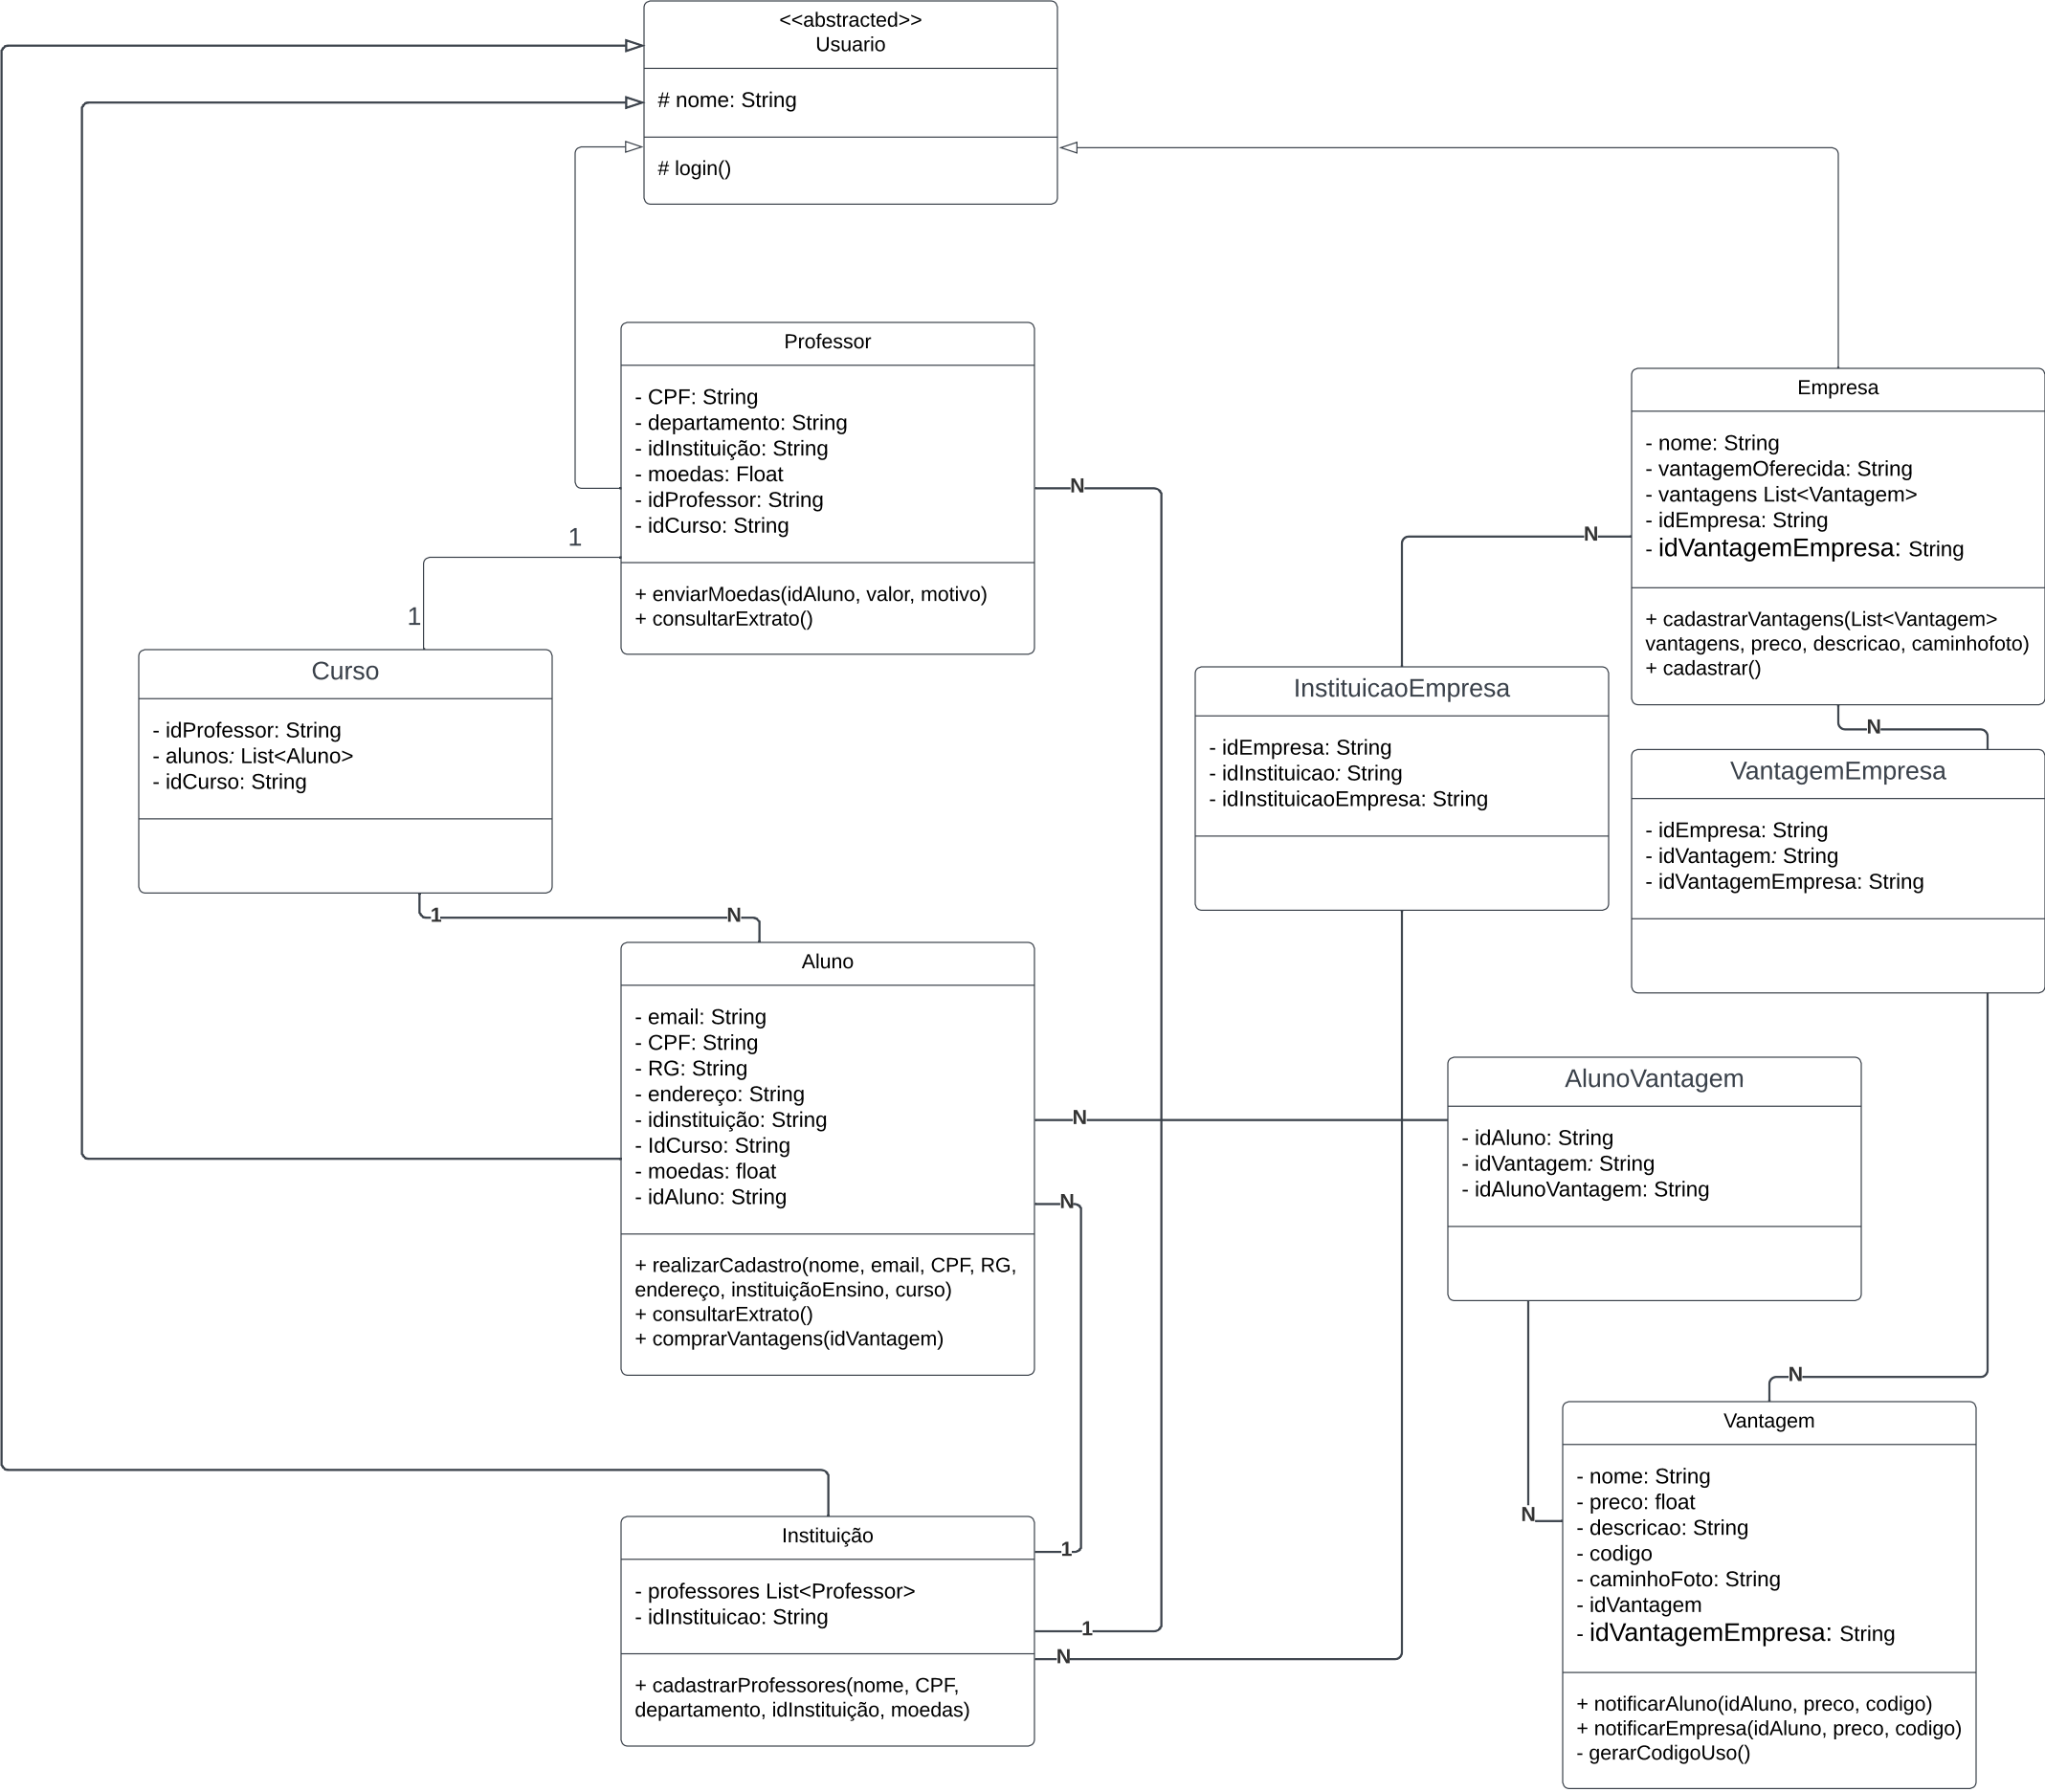 <<abstracted>>
Usuario
# nome: String
# login()
Professor
- CPF: String
- departamento: String
- idInstituição: String
- moedas: Float
- idProfessor: String
- idCurso: String
+ enviarMoedas(idAluno, valor, motivo)
+ consultarExtrato()
N
1
1
Empresa
- nome: String
- vantagemOferecida: String
- vantagens List<Vantagem>
- idEmpresa: String
- idVantagemEmpresa: String
+ cadastrarVantagens(List<Vantagem>
vantagens, preco, descricao, caminhofoto)
+ cadastrar()
N
N
Curso
- idProfessor: String
- alunos: List<Aluno>
- idCurso: String
1
N
InstituicaoEmpresa
- idEmpresa: String
- idInstituicao: String
- idInstituicaoEmpresa: String
VantagemEmpresa
- idEmpresa: String
- idVantagem: String
- idVantagemEmpresa: String
Aluno
- email: String
- CPF: String
- RG: String
- endereço: String
- idinstituição: String
- IdCurso: String
- moedas: float
- idAluno: String
+ realizarCadastro(nome, email, CPF, RG,
endereço, instituiçãoEnsino, curso)
+ consultarExtrato()
+ comprarVantagens(idVantagem)
N
N
AlunoVantagem
- idAluno: String
- idVantagem: String
- idAlunoVantagem: String
N
N
Instituição
- professores List<Professor>
- idInstituicao: String
+ cadastrarProfessores(nome, CPF,
departamento, idInstituição, moedas)
1
1
N
Vantagem
- nome: String
- preco: float
- descricao: String
- codigo
- caminhoFoto: String
- idVantagem
- idVantagemEmpresa: String
+ notificarAluno(idAluno, preco, codigo)
+ notificarEmpresa(idAluno, preco, codigo)
- gerarCodigoUso()